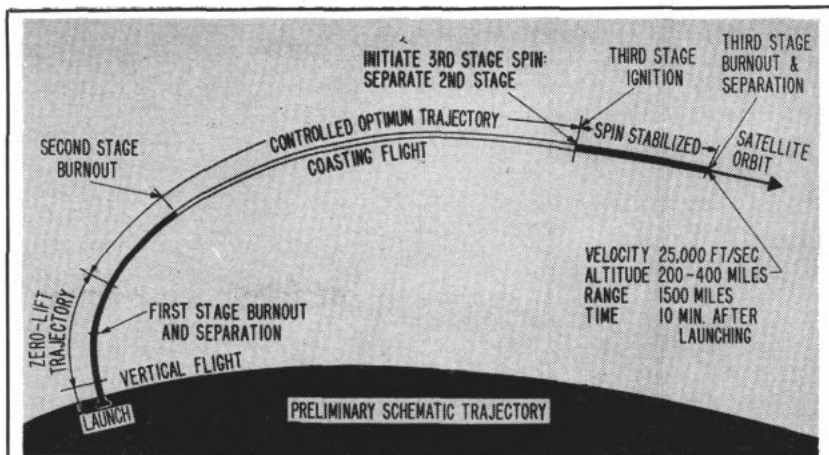 INITIATE 3RD STAGE SPIN:
SEPARATE 2ND STAGE
THIRD STAGE
IGNITION
THIRD STAGE
BURNOUT &
SEPARATION
SECOND STAGE
BURNOUT
CONTROLLED OPTIMUM TRAJECTORY
COASTING FLIGHT
SPIN STABILIZED
SATELLITE
ORBIT
VELOCITY 25,000 FT/SEC
ALTITUDE 200-400 MILES
RANGE 1500 MILES
TIME 10 MIN. AFTER
LAUNCHING
ZERO-LIFT
TRAJECTORY
FIRST STAGE BURNOUT
AND SEPARATION
VERTICAL FLIGHT
LAUNCH
PRELIMINARY SCHEMATIC TRAJECTORY